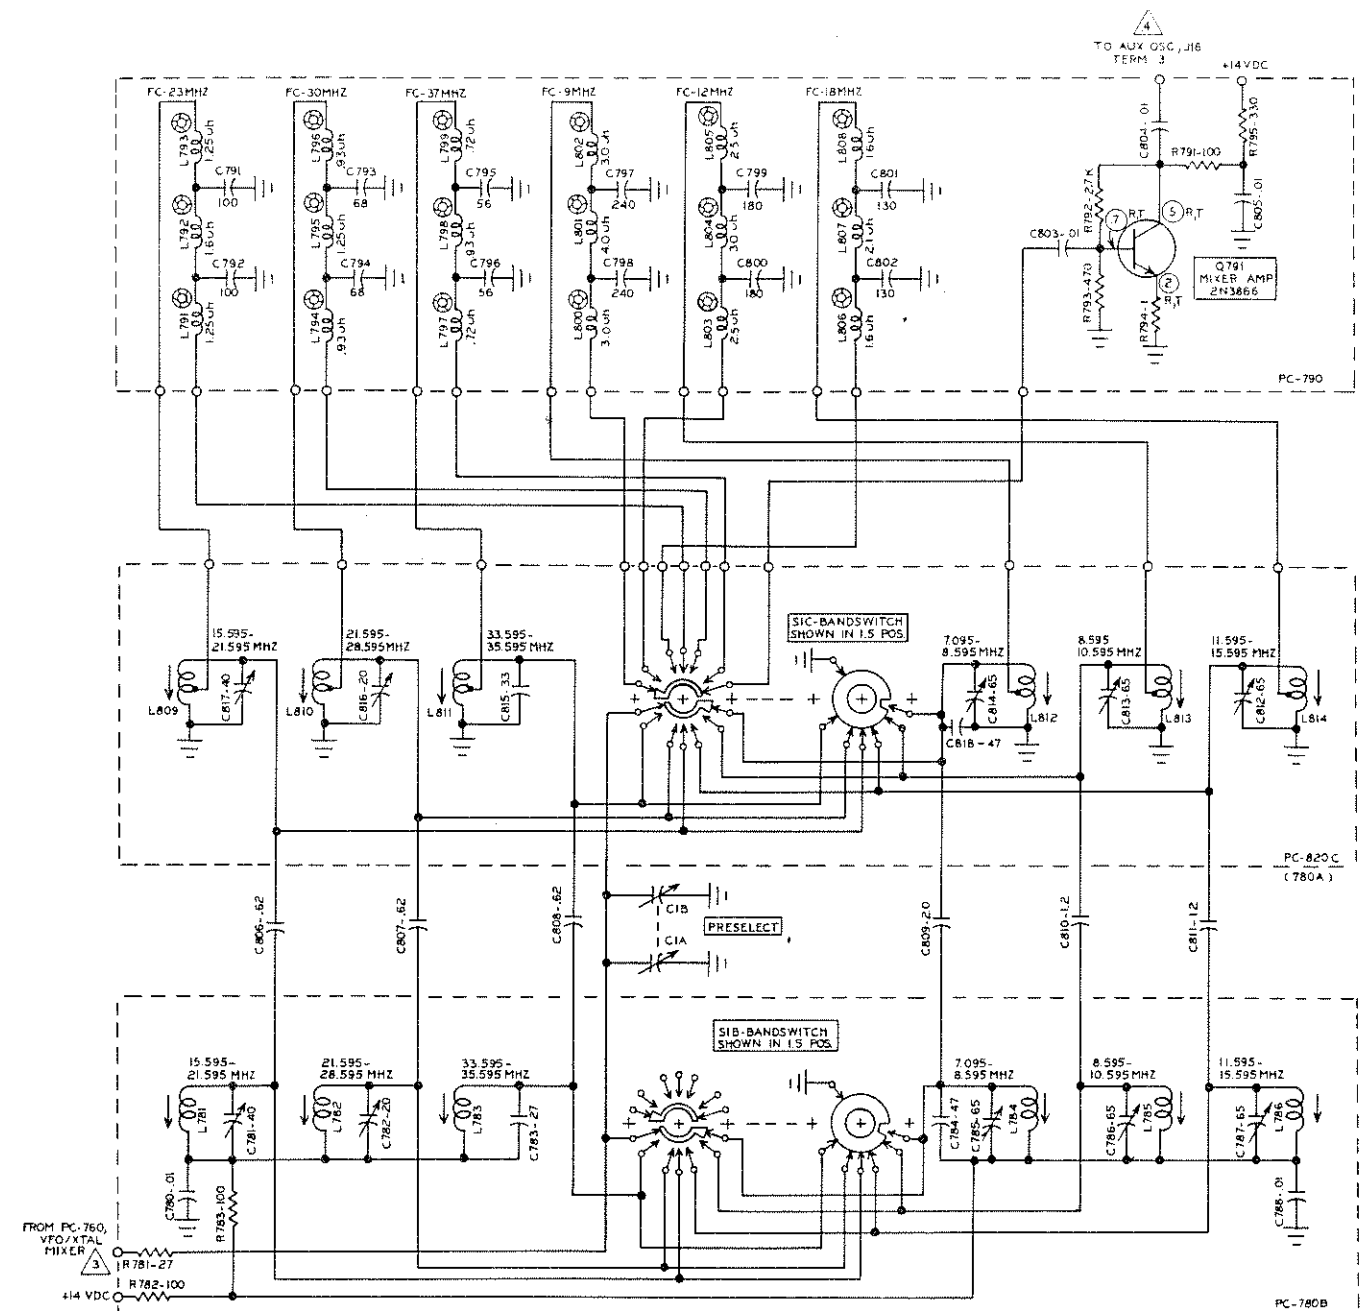 4
TO AUX OSC, J16
TERM 3
+14VDC
FC-23MHZ
FC-30MHZ
FC-37MHZ
FC-9MHZ
FC-12MHZ
FC-18MHZ
L793
1.25uh
L796
.93uh
L799
.72uh
L802
3.0uh
L805
2.5uh
L808
1.6uh
C804-.01
R795-330
R791-100
C791
100
C793
68
C795
56
C797
240
C799
180
C801
130
R792-2.7K
C805-.01
L792
1.6uh
L795
1.25uh
L798
.93uh
L801
4.0uh
L804
3.0uh
L807
2.1uh
7
R,T
5
R,T
C803-.01
C792
100
C794
68
C796
56
C798
240
C800
180
C802
130
R793-470
2
R,T
R794-1
Q791
MIXER AMP
2N3866
L791
1.25uh
L794
.93uh
L797
.72uh
L800
3.0uh
L803
2.5uh
L806
1.6uh
PC-790
15.595-
21.595 MHZ
21.595-
28.595 MHZ
33.595-
35.595 MHZ
S1C-BANDSWITCH
SHOWN IN 1.5 POS.
7.095-
8.595 MHZ
8.595
10.595 MHZ
11.595-
15.595 MHZ
L809
C817-40
L810
C816-20
L811
C815-33
C814-65
L812
C818-47
C813-65
L813
C812-65
L814
PC-820C
(780A)
C806-.62
C807-.62
C808-.62
C1B
PRESELECT
C1A
C809-2.0
C810-1.2
C811-1.2
S1B-BANDSWITCH
SHOWN IN 1.5 POS.
15.595-
21.595 MHZ
21.595-
28.595 MHZ
33.595-
35.595 MHZ
7.095-
8.595 MHZ
8.595-
10.595 MHZ
11.595-
15.595 MHZ
L781
C781-40
L782
C782-20
L783
C783-27
C784-47
C785-65
L784
C786-65
L785
C787-65
L786
C780-.01
R783-100
C788-.01
FROM PC-760,
VFO/XTAL
MIXER
3
R781-27
R782-100
+14 VDC
PC-780B